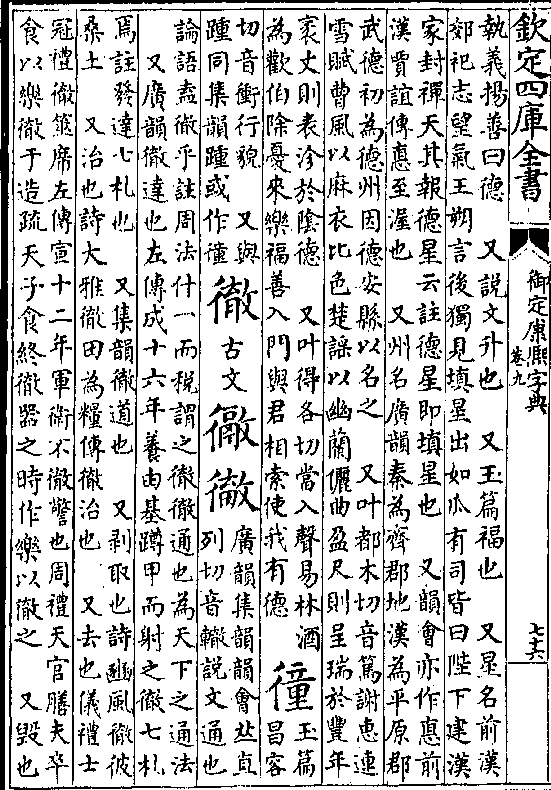 欽定四庫全書
御定康熙字典
卷九
七六
執義揚善曰德 又說文升也 又玉篇福也 又星名前漢
郊祀志望氣王朔言後獨見填星出如瓜有司皆曰陛下建漢
家封禪天其報德星云註德星即填星也 又韻會亦作悳前
漢賈誼傳悳至渥也 又州名廣韻秦為齊郡地漢為平原郡
武德初為德州因德安縣以名之 又叶都木切音篤謝惠連
雪賦曹風以麻衣比色楚謡以幽蘭儷曲盈尺則呈瑞於豐年
袤丈則表沴於陰德 又叶得各切當入聲易林酒
為歡伯除憂來樂福善入門與君相索使我有德 徸 玉篇昌容
切音衝行貌 又與
踵同集韻踵或作徸 徹 古文 徹廣韻集韻韻會𠀤直
列切音轍說文通也
論語盍徹乎註周法什一而稅謂之徹徹通也為天下之通法
又廣韻徹達也左傳成十六年養由基蹲甲而射之徹七札
焉註發達七札也 又集韻徹道也 又剥取也詩豳風徹彼
桑土 又治也詩大雅徹田為糧傳徹治也 又去也儀禮士
冠禮徹筵席左傳宣十二年軍衛不徹警也周禮天官膳夫卒
食以樂徹于造疏天子食終徹器之時作樂以徹之 又毀也